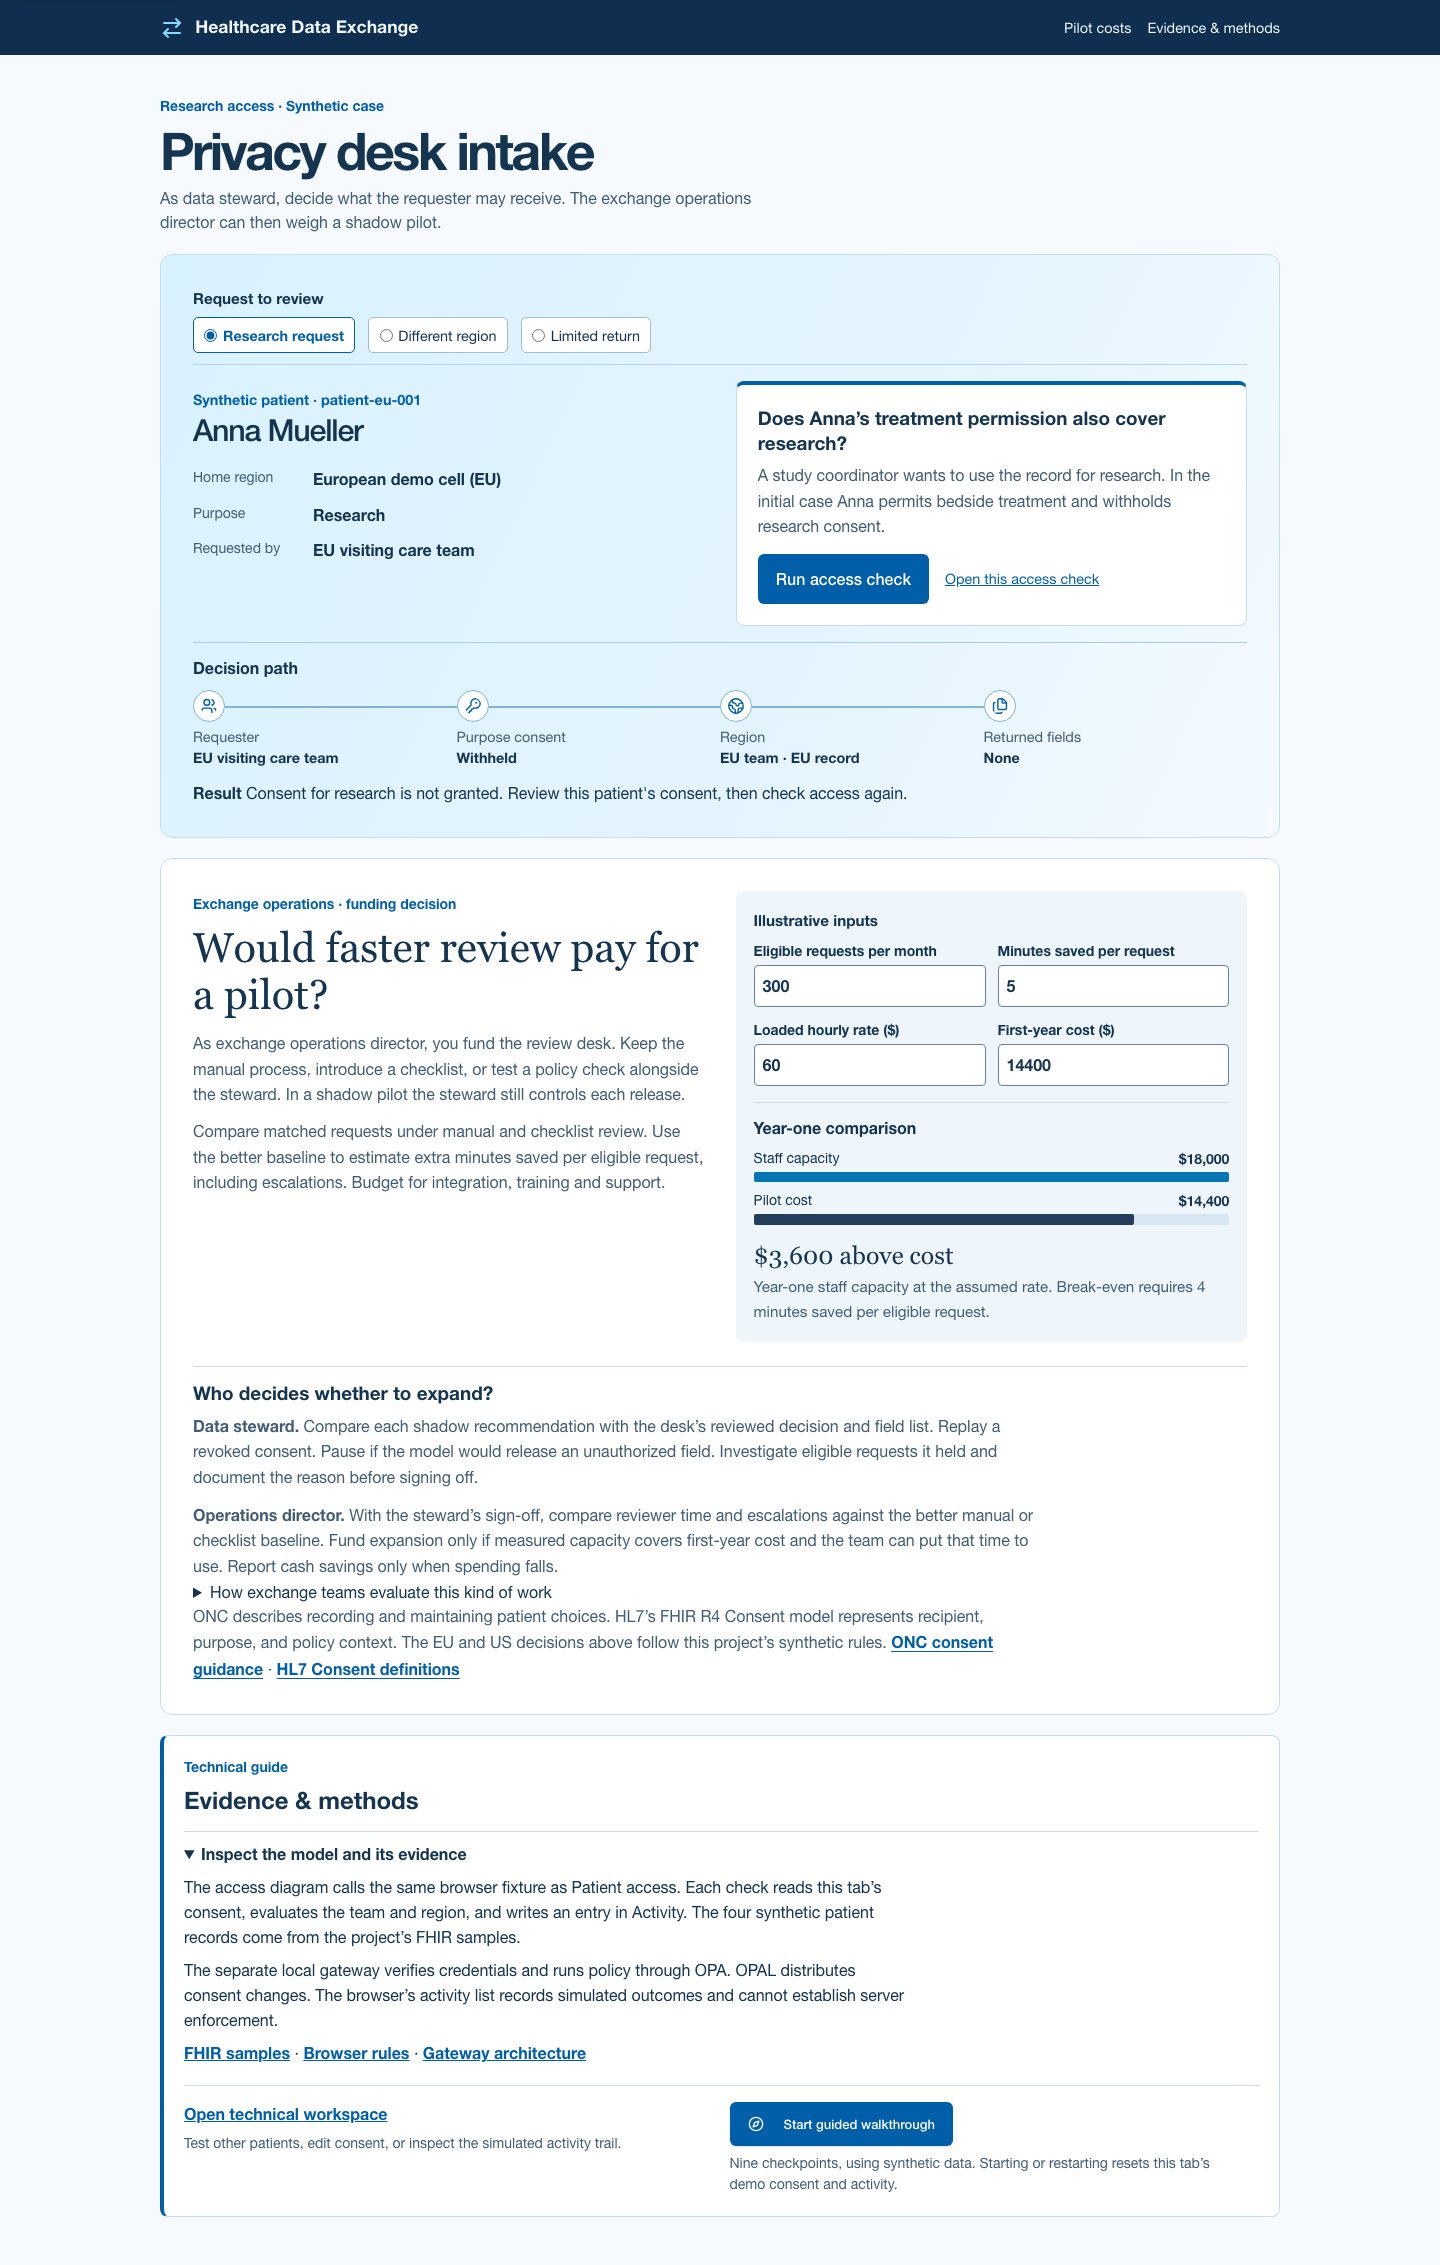 Healthcare Data Exchange
Pilot costs
Evidence & methods
Research access · Synthetic case
Privacy desk intake
As data steward, decide what the requester may receive. The exchange operations
director can then weigh a shadow pilot.
Request to review
Research request
Different region
Limited return
Synthetic patient · patient-eu-001
Anna Mueller
Home region
European demo cell (EU)
Purpose
Research
Requested by
EU visiting care team
Does Anna’s treatment permission also cover
research?
A study coordinator wants to use the record for research. In the
initial case Anna permits bedside treatment and withholds
research consent.
Run access check
Open this access check
Decision path
Requester
EU visiting care team
Purpose consent
Withheld
Region
EU team · EU record
Returned fields
None
Result Consent for research is not granted. Review this patient's consent, then check access again.
Exchange operations · funding decision
Would faster review pay for
a pilot?
As exchange operations director, you fund the review desk. Keep the
manual process, introduce a checklist, or test a policy check alongside
the steward. In a shadow pilot the steward still controls each release.
Compare matched requests under manual and checklist review. Use
the better baseline to estimate extra minutes saved per eligible request,
including escalations. Budget for integration, training and support.
Illustrative inputs
Eligible requests per month
300
Minutes saved per request
5
Loaded hourly rate ($)
60
First-year cost ($)
14400
Year-one comparison
Staff capacity
$18,000
Pilot cost
$14,400
$3,600 above cost
Year-one staff capacity at the assumed rate. Break-even requires 4
minutes saved per eligible request.
Who decides whether to expand?
Data steward. Compare each shadow recommendation with the desk’s reviewed decision and field list. Replay a
revoked consent. Pause if the model would release an unauthorized field. Investigate eligible requests it held and
document the reason before signing off.
Operations director. With the steward’s sign-off, compare reviewer time and escalations against the better manual or
checklist baseline. Fund expansion only if measured capacity covers first-year cost and the team can put that time to
use. Report cash savings only when spending falls.
How exchange teams evaluate this kind of work
ONC describes recording and maintaining patient choices. HL7’s FHIR R4 Consent model represents recipient,
purpose, and policy context. The EU and US decisions above follow this project’s synthetic rules. ONC consent
guidance · HL7 Consent definitions
Technical guide
Evidence & methods
Inspect the model and its evidence
The access diagram calls the same browser fixture as Patient access. Each check reads this tab’s
consent, evaluates the team and region, and writes an entry in Activity. The four synthetic patient
records come from the project’s FHIR samples.
The separate local gateway verifies credentials and runs policy through OPA. OPAL distributes
consent changes. The browser’s activity list records simulated outcomes and cannot establish server
enforcement.
FHIR samples · Browser rules · Gateway architecture
Open technical workspace
Test other patients, edit consent, or inspect the simulated activity trail.
Start guided walkthrough
Nine checkpoints, using synthetic data. Starting or restarting resets this tab’s
demo consent and activity.